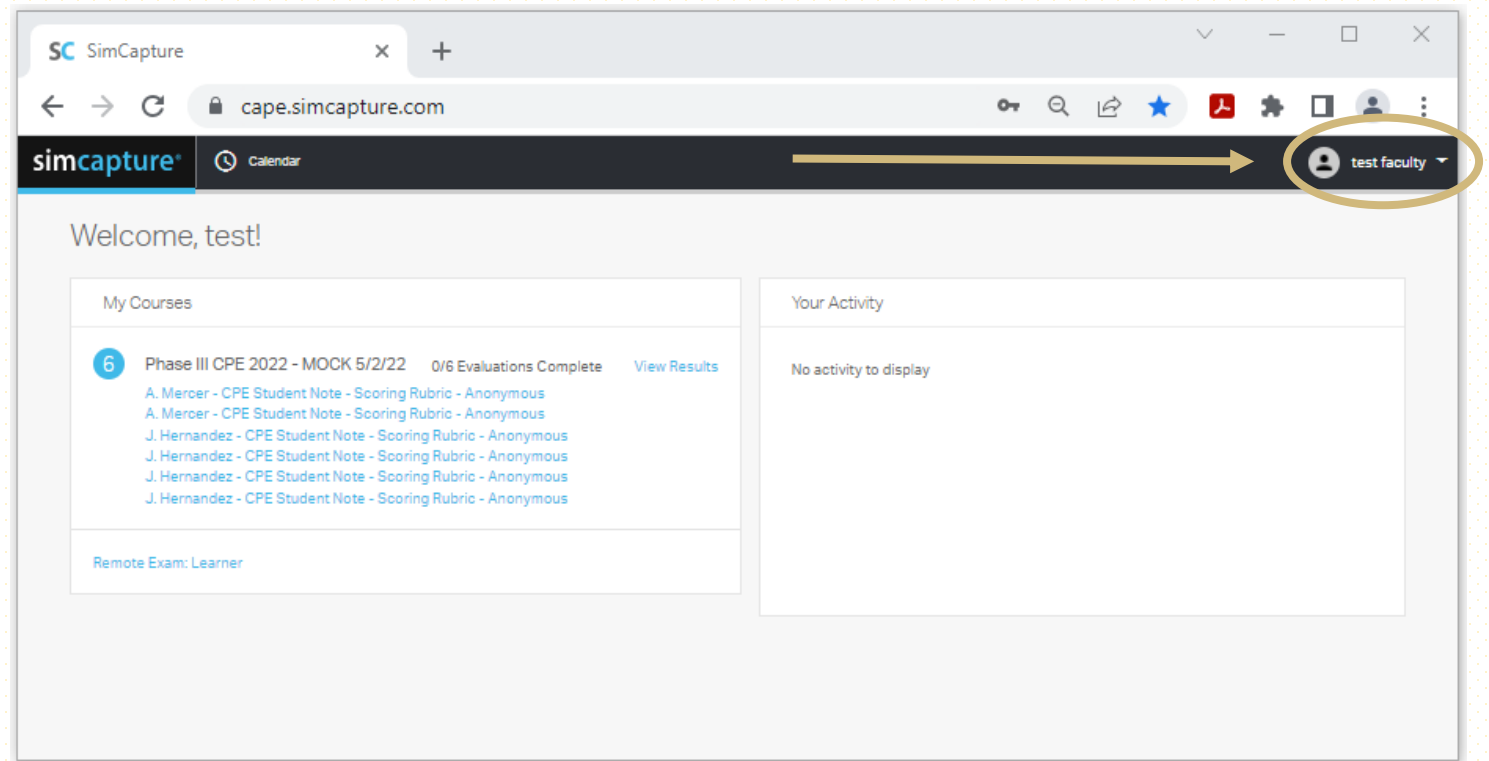 SC SimCapture
cape.simcapture.com
simcapture Calendar test faculty
Welcome, test!
My Courses
6 Phase III CPE 2022 - MOCK 5/2/22 0/6 Evaluations Complete View Results
A. Mercer - CPE Student Note - Scoring Rubric - Anonymous
A. Mercer - CPE Student Note - Scoring Rubric - Anonymous
J. Hernandez - CPE Student Note - Scoring Rubric - Anonymous
J. Hernandez - CPE Student Note - Scoring Rubric - Anonymous
J. Hernandez - CPE Student Note - Scoring Rubric - Anonymous
J. Hernandez - CPE Student Note - Scoring Rubric - Anonymous
Remote Exam: Learner
Your Activity
No activity to display